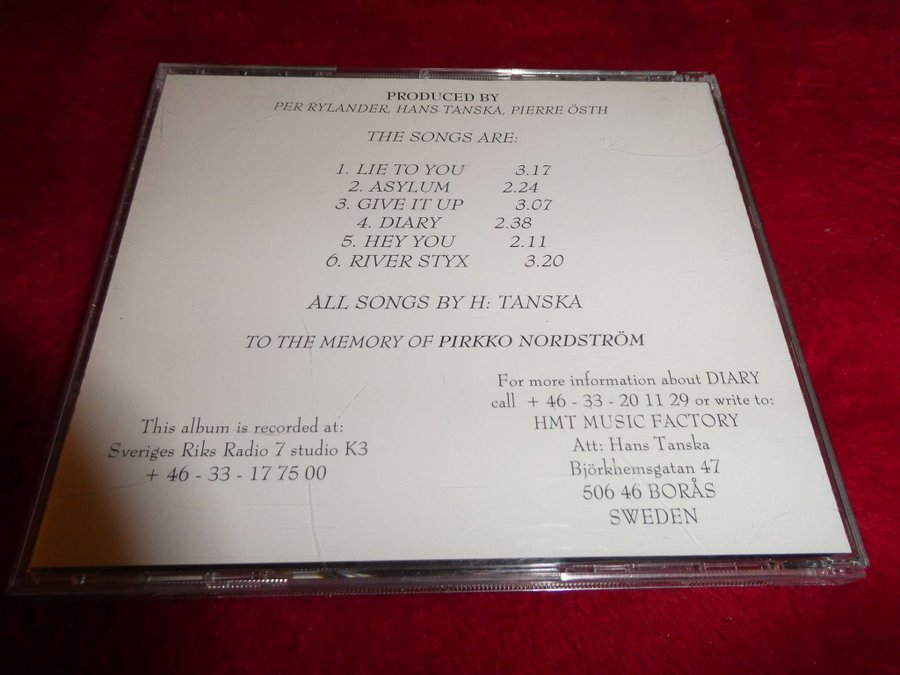 PRODUCED BY
PER RYLANDER, HANS TANSKA, PIERRE ÖSTH
THE SONGS ARE:
1. LIE TO YOU 3.17
2. ASYLUM 2.24
3. GIVE IT UP 3.07
4. DIARY 2.38
5. HEY YOU 2.11
6. RIVER STYX 3.20
ALL SONGS BY H: TANSKA
TO THE MEMORY OF PIRKKO NORDSTRÖM
This album is recorded at:
Sveriges Riks Radio 7 studio K3
+ 46 - 33 - 17 75 00
For more information about DIARY
call + 46 - 33 - 20 11 29 or write to:
HMT MUSIC FACTORY
Att: Hans Tanska
Björkhemsgatan 47
506 46 BORÅS
SWEDEN